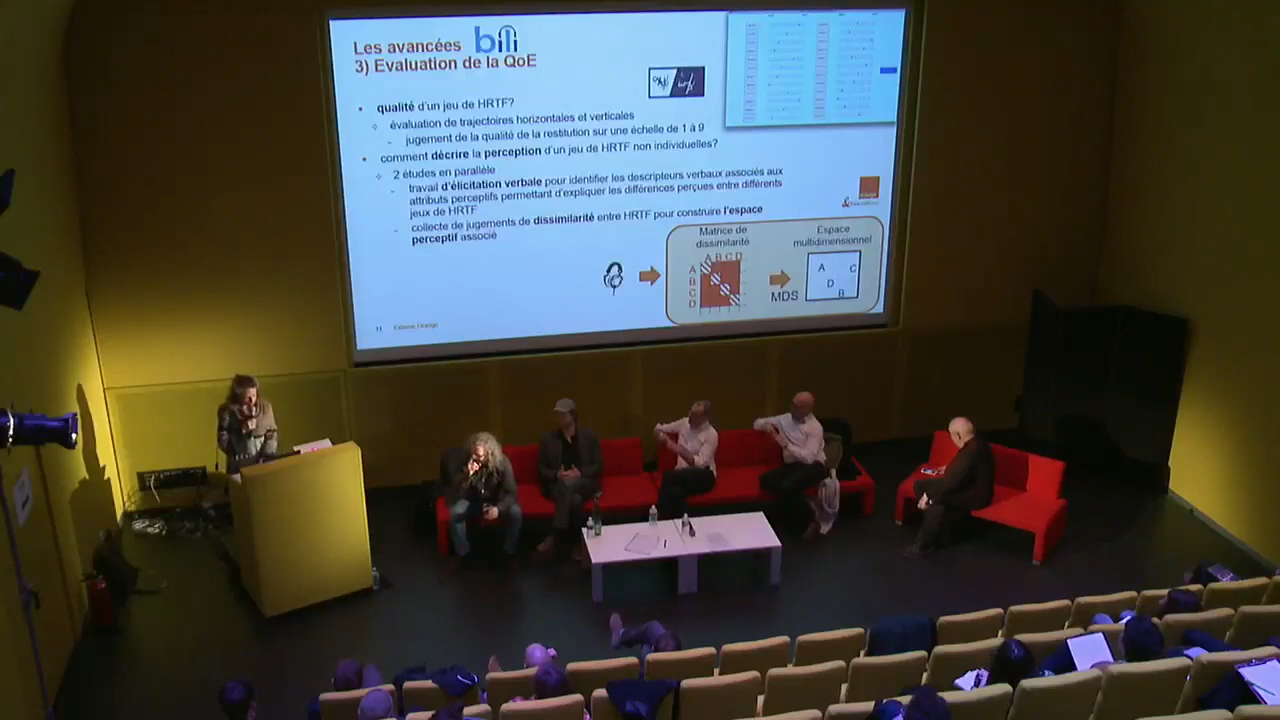 Les avancées bili
3) Evaluation de la QoE
qualité d'un jeu de HRTF?
évaluation de trajectoires horizontales et verticales
jugement de la qualité de la restitution sur une échelle de 1 à 9
comment décrire la perception d'un jeu de HRTF non individuelles?
2 études en parallèle
travail d'élicitation verbale pour identifier les descripteurs verbaux associés aux
attributs perceptifs permettant d'expliquer les différences perçues entre différents
jeux de HRTF
collecte de jugements de dissimilarité entre HRTF pour construire l'espace
perceptif associé
Matrice de
dissimilarité
A B C D
A
B
C
D
MDS
Espace
multidimensionnel
A C
D
B
11